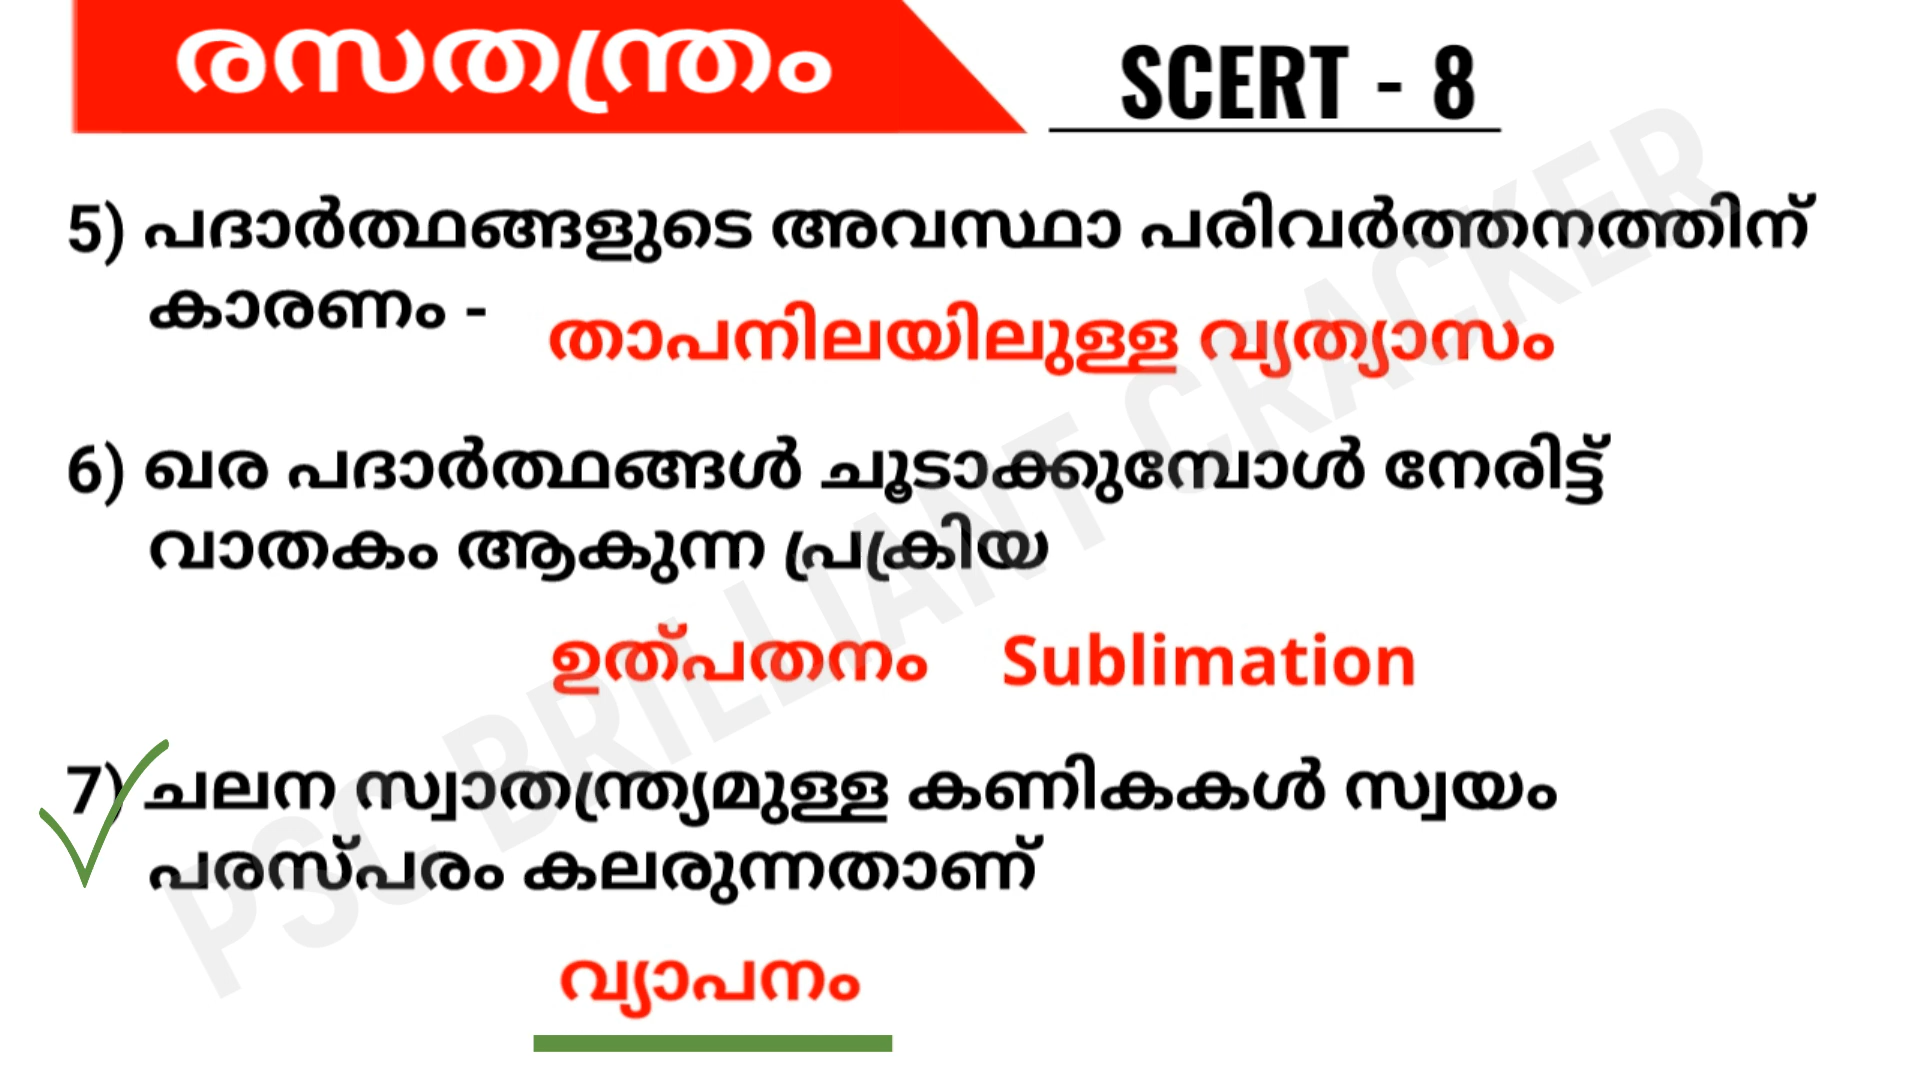 രസതന്ത്രം
SCERT - 8
5) പദാർത്ഥങ്ങളുടെ അവസ്ഥാ പരിവർത്തനത്തിന്
കാരണം -
താപനിലയിലുള്ള വ്യത്യാസം
6) ഖര പദാർത്ഥങ്ങൾ ചൂടാക്കുമ്പോൾ നേരിട്ട്
വാതകം ആകുന്ന പ്രക്രിയ
ഉത്പതനം Sublimation
7) ചലന സ്വാതന്ത്ര്യമുള്ള കണികകൾ സ്വയം
പരസ്പരം കലരുന്നതാണ്
വ്യാപനം
PSC BRILLIANT CRACKER